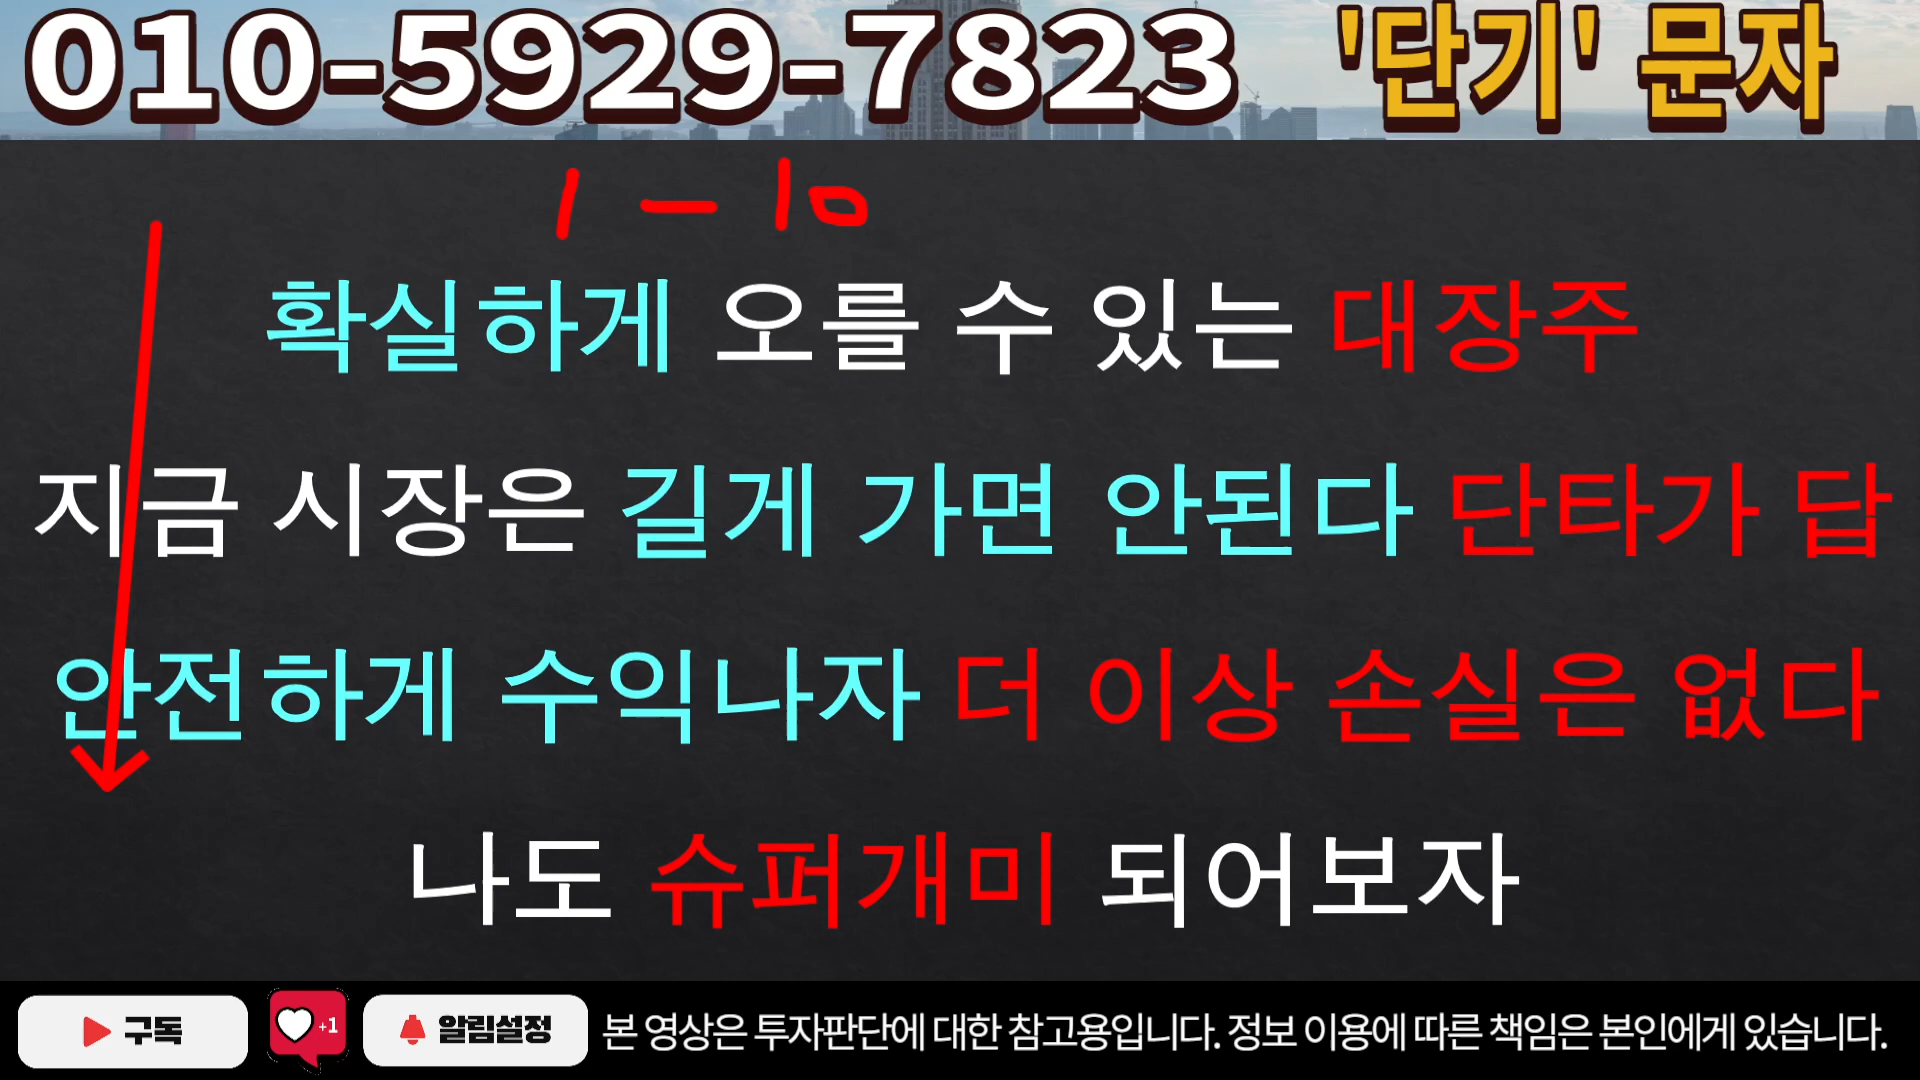 010-5929-7823 '단기' 문자
1 - 10
확실하게 오를 수 있는 대장주
지금 시장은 길게 가면 안된다 단타가 답
안전하게 수익나자 더 이상 손실은 없다
나도 슈퍼개미 되어보자
구독 +1 알림설정 본 영상은 투자판단에 대한 참고용입니다. 정보 이용에 따른 책임은 본인에게 있습니다.